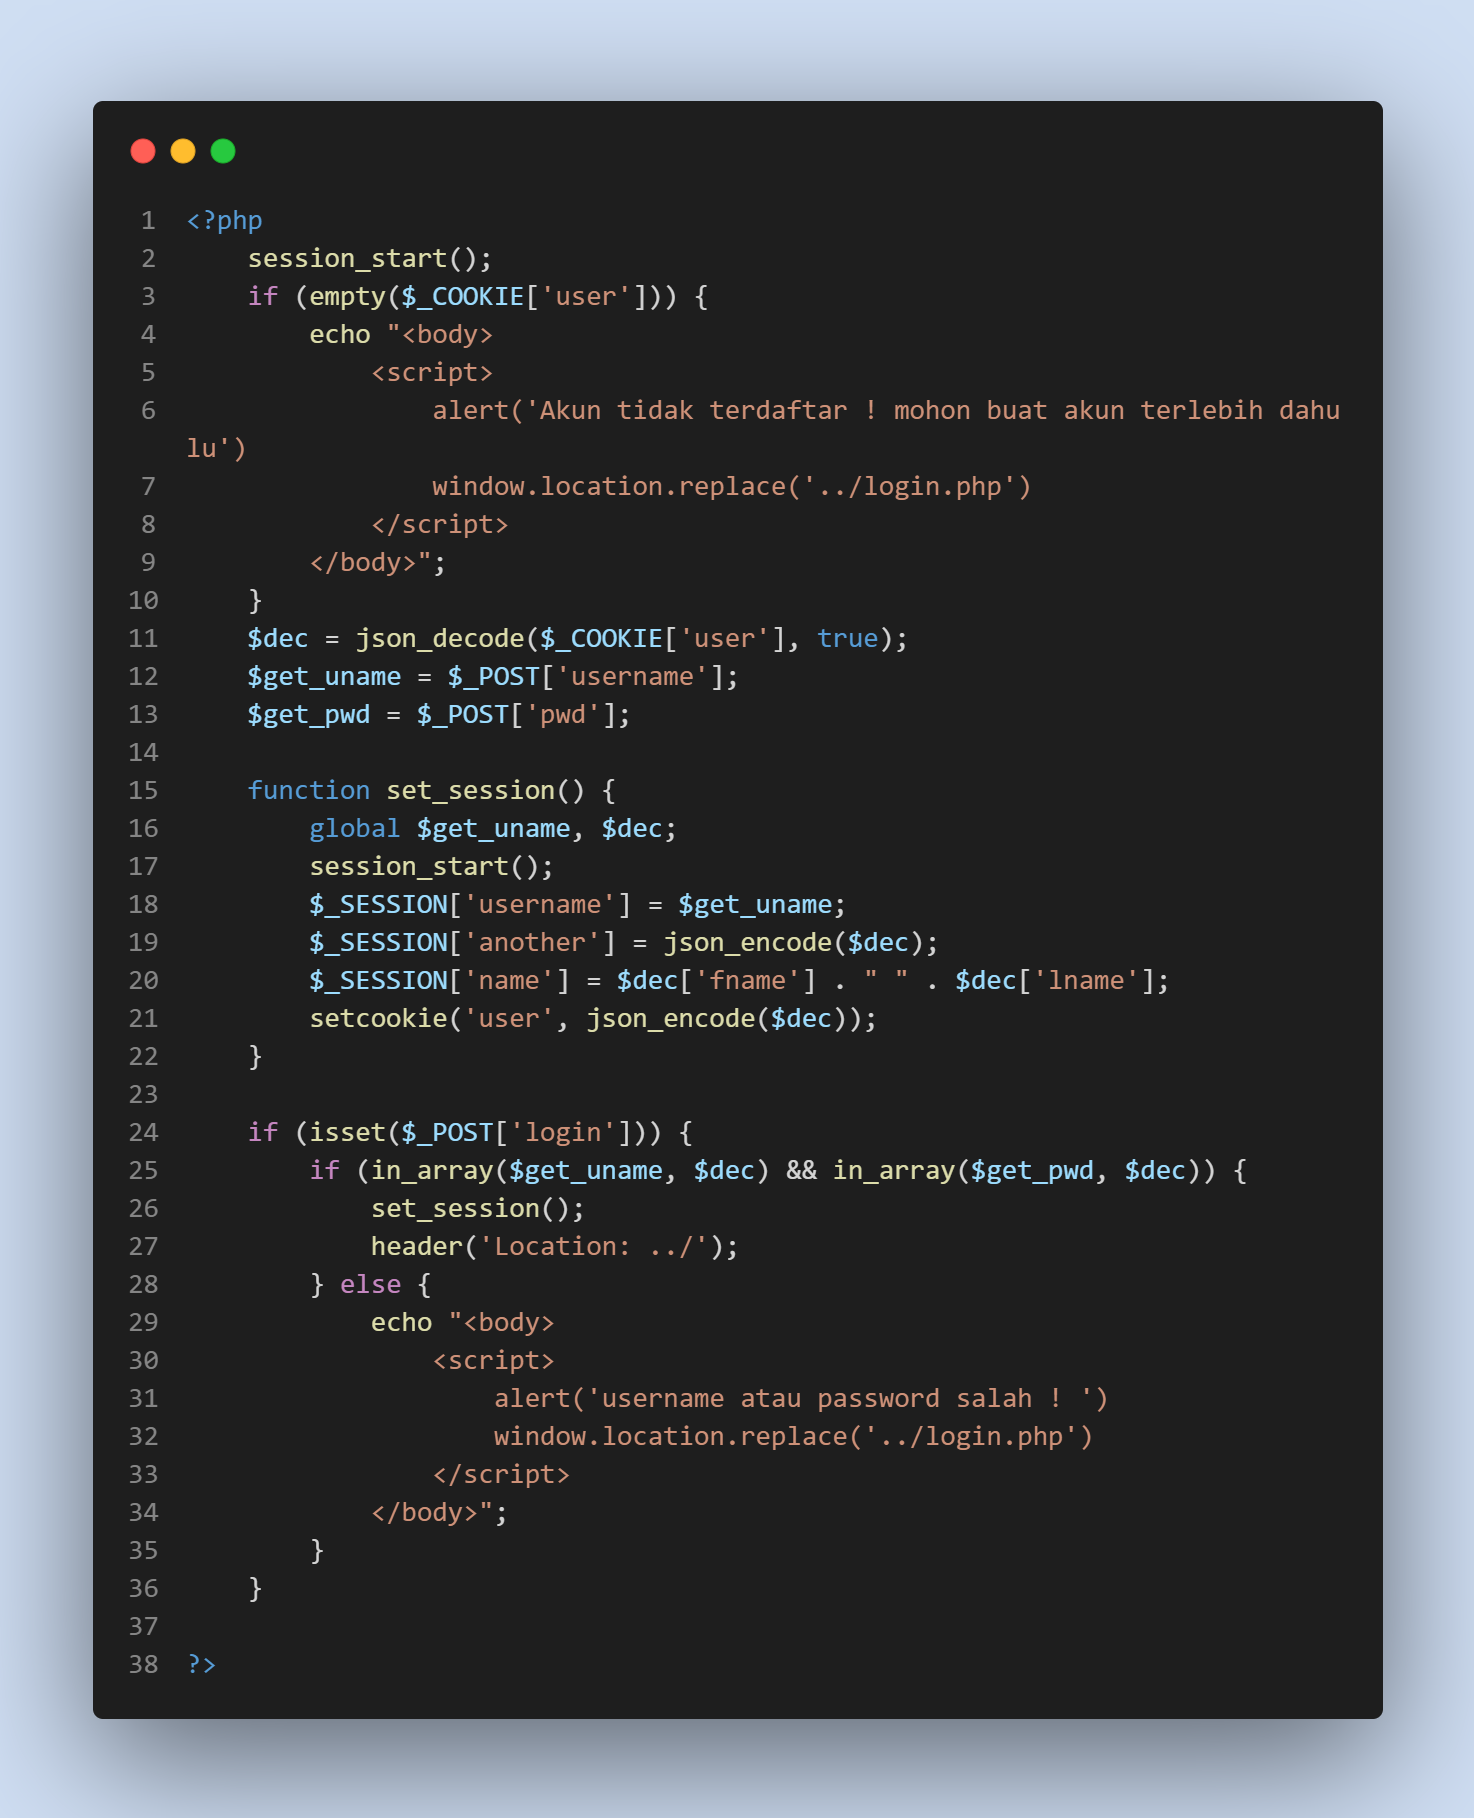 1 <?php
2     session_start();
3     if (empty($_COOKIE['user'])) {
4         echo "<body>
5             <script>
6                 alert('Akun tidak terdaftar ! mohon buat akun terlebih dahu
lu')
7                 window.location.replace('../login.php')
8             </script>
9         </body>";
10     }
11     $dec = json_decode($_COOKIE['user'], true);
12     $get_uname = $_POST['username'];
13     $get_pwd = $_POST['pwd'];
14
15     function set_session() {
16         global $get_uname, $dec;
17         session_start();
18         $_SESSION['username'] = $get_uname;
19         $_SESSION['another'] = json_encode($dec);
20         $_SESSION['name'] = $dec['fname'] . " " . $dec['lname'];
21         setcookie('user', json_encode($dec));
22     }
23
24     if (isset($_POST['login'])) {
25         if (in_array($get_uname, $dec) && in_array($get_pwd, $dec)) {
26             set_session();
27             header('Location: ../');
28         } else {
29             echo "<body>
30                 <script>
31                     alert('username atau password salah ! ')
32                     window.location.replace('../login.php')
33                 </script>
34             </body>";
35         }
36     }
37
38 ?>